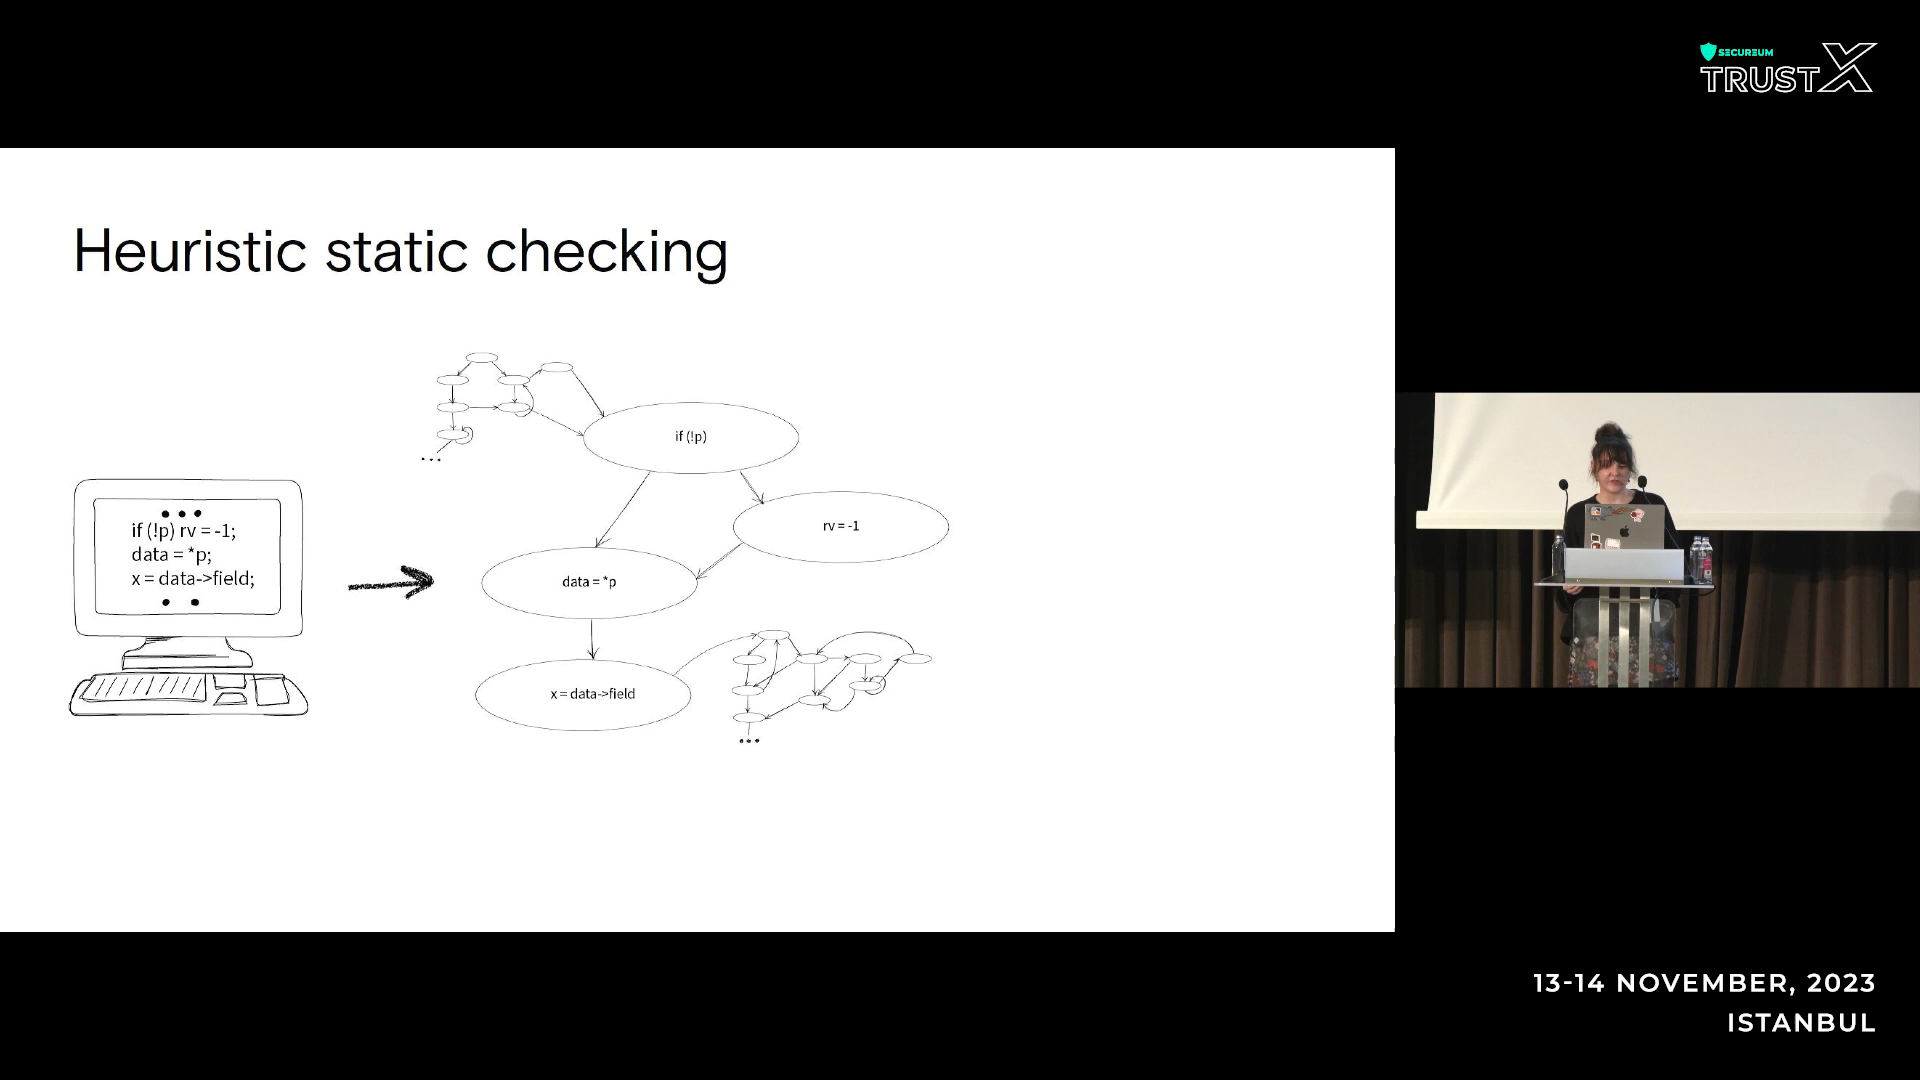 SECUREUM
TRUSTX
Heuristic static checking
if (!p) rv = -1;
data = *p;
x = data->field;
if (!p)
rv = -1
data = *p
x = data->field
13-14 NOVEMBER, 2023
ISTANBUL